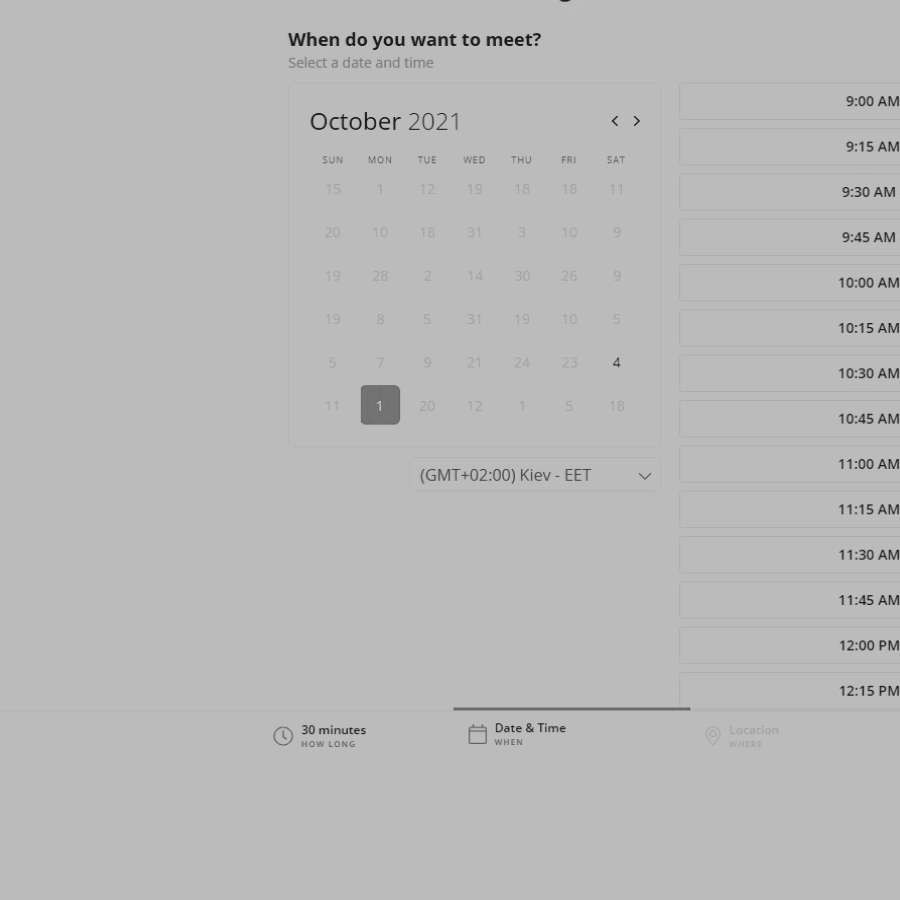 When do you want to meet?
Select a date and time
October 2021
SUN MON TUE WED THU FRI SAT
15 1 12 19 18 18 11
20 10 18 31 3 10 9
19 28 2 14 30 26 9
19 8 5 31 19 10 5
5 7 9 21 24 23 4
11 1 20 12 1 5 18
(GMT+02:00) Kiev - EET
9:00 AM
9:15 AM
9:30 AM
9:45 AM
10:00 AM
10:15 AM
10:30 AM
10:45 AM
11:00 AM
11:15 AM
11:30 AM
11:45 AM
12:00 PM
12:15 PM
30 minutes
HOW LONG
Date & Time
WHEN
Location
WHERE